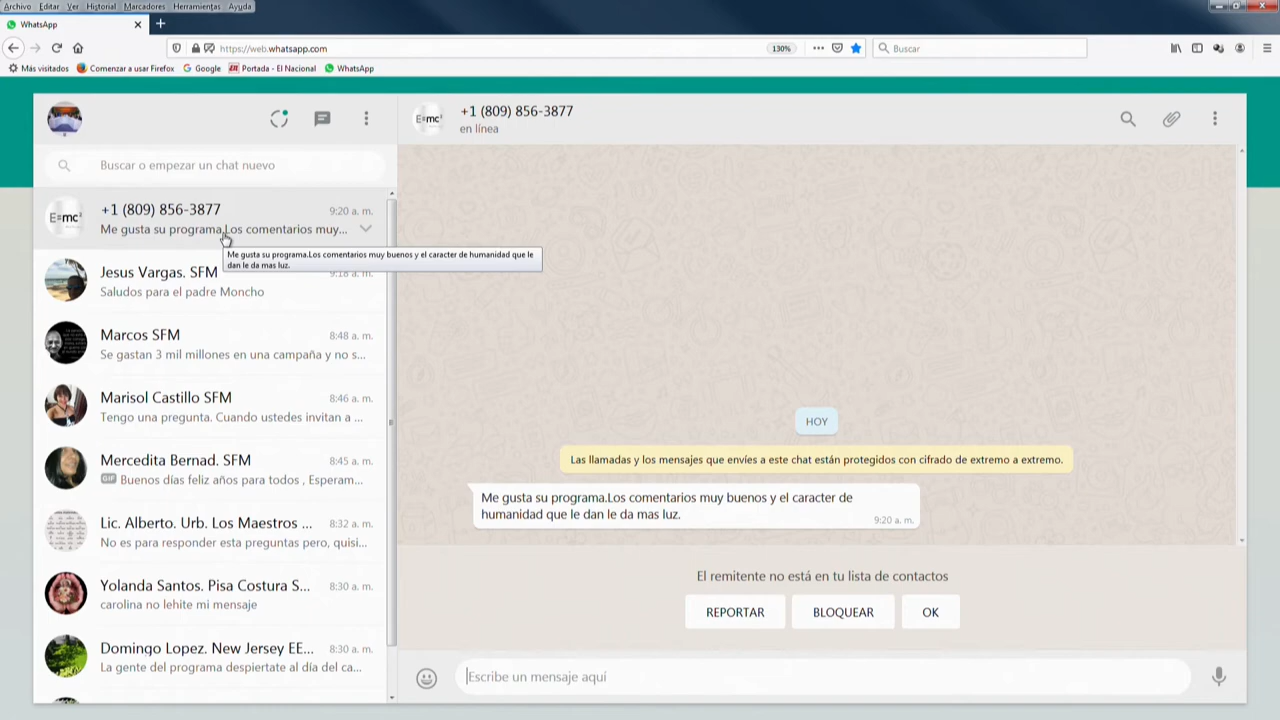 Archivo Editar Ver Historial Marcadores Herramientas Ayuda
WhatsApp
https://web.whatsapp.com
130%
Buscar
Más visitados Comenzar a usar Firefox Google Portada - El Nacional WhatsApp
+1 (809) 856-3877
en línea
Buscar o empezar un chat nuevo
E=mc²
+1 (809) 856-3877
9:20 a. m.
Me gusta su programa.Los comentarios muy...
Me gusta su programa.Los comentarios muy buenos y el caracter de humanidad que le
dan le da mas luz.
Jesus Vargas. SFM
9:18 a. m.
Saludos para el padre Moncho
Marcos SFM
8:48 a. m.
Se gastan 3 mil millones en una campaña y no s...
Marisol Castillo SFM
8:46 a. m.
Tengo una pregunta. Cuando ustedes invitan a ...
Mercedita Bernad. SFM
8:45 a. m.
GIF Buenos días feliz años para todos , Esperam...
Lic. Alberto. Urb. Los Maestros ...
8:32 a. m.
No es para responder esta preguntas pero, quisi...
Yolanda Santos. Pisa Costura S...
8:30 a. m.
carolina no lehite mi mensaje
Domingo Lopez. New Jersey EE...
8:30 a. m.
La gente del programa despiertate al día del ca...
E=mc²
HOY
Las llamadas y los mensajes que envíes a este chat están protegidos con cifrado de extremo a extremo.
Me gusta su programa.Los comentarios muy buenos y el caracter de
humanidad que le dan le da mas luz.
9:20 a. m.
El remitente no está en tu lista de contactos
REPORTAR BLOQUEAR OK
Escribe un mensaje aquí